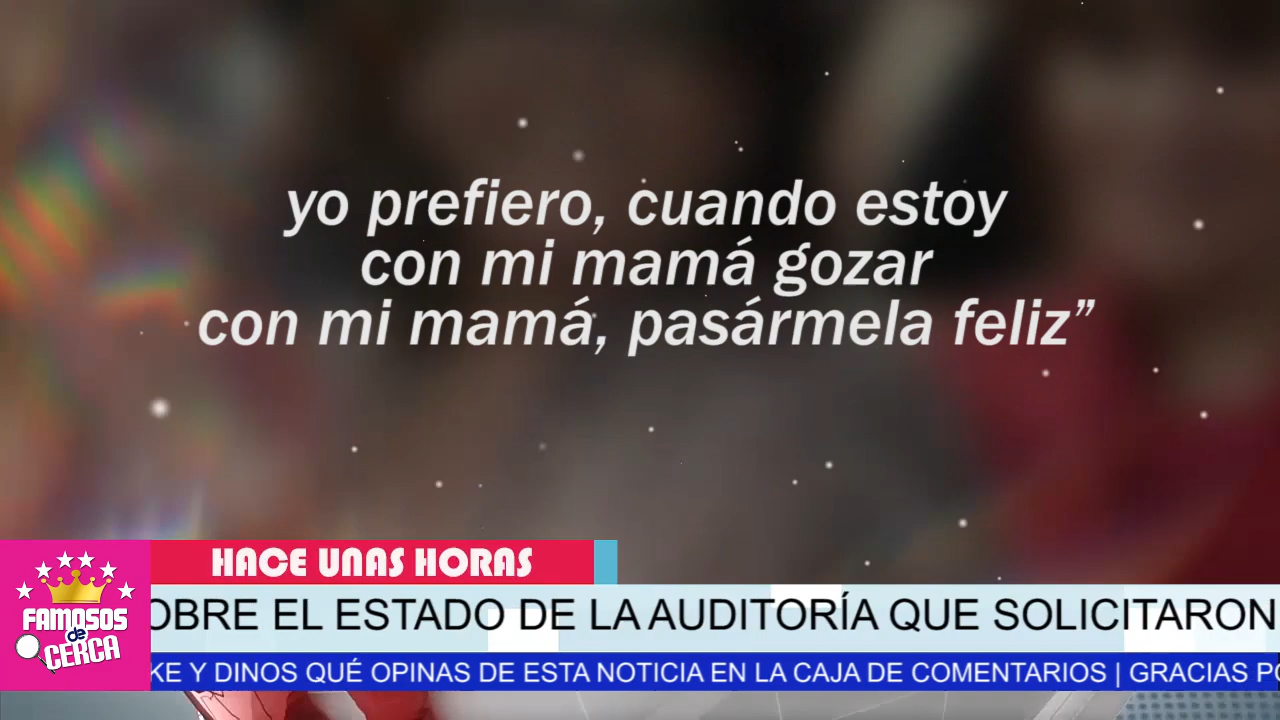 yo prefiero, cuando estoy
con mi mamá gozar
con mi mamá, pasármela feliz”
HACE UNAS HORAS
FAMOSOS
de
CERCA
OBRE EL ESTADO DE LA AUDITORÍA QUE SOLICITARON
KE Y DINOS QUÉ OPINAS DE ESTA NOTICIA EN LA CAJA DE COMENTARIOS | GRACIAS PO